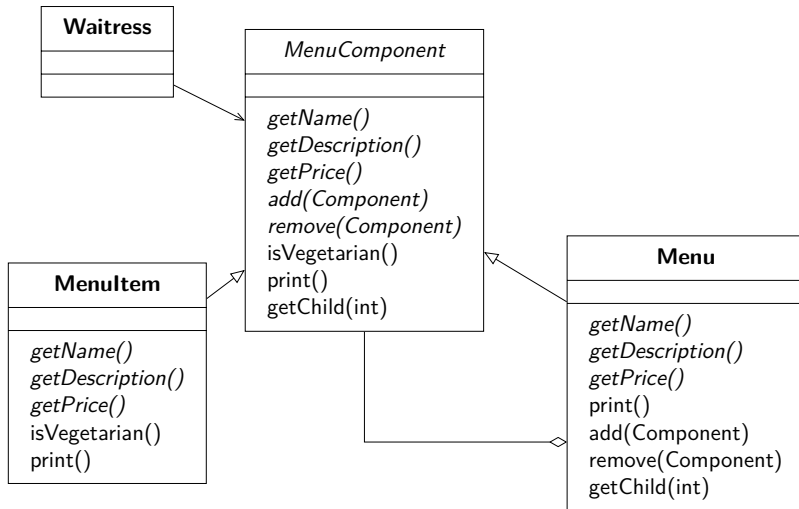 Waitress
MenuComponent
getName()
getDescription()
getPrice()
add(Component)
remove(Component)
isVegetarian()
print()
getChild(int)
MenuItem
getName()
getDescription()
getPrice()
isVegetarian()
print()
Menu
getName()
getDescription()
getPrice()
print()
add(Component)
remove(Component)
getChild(int)